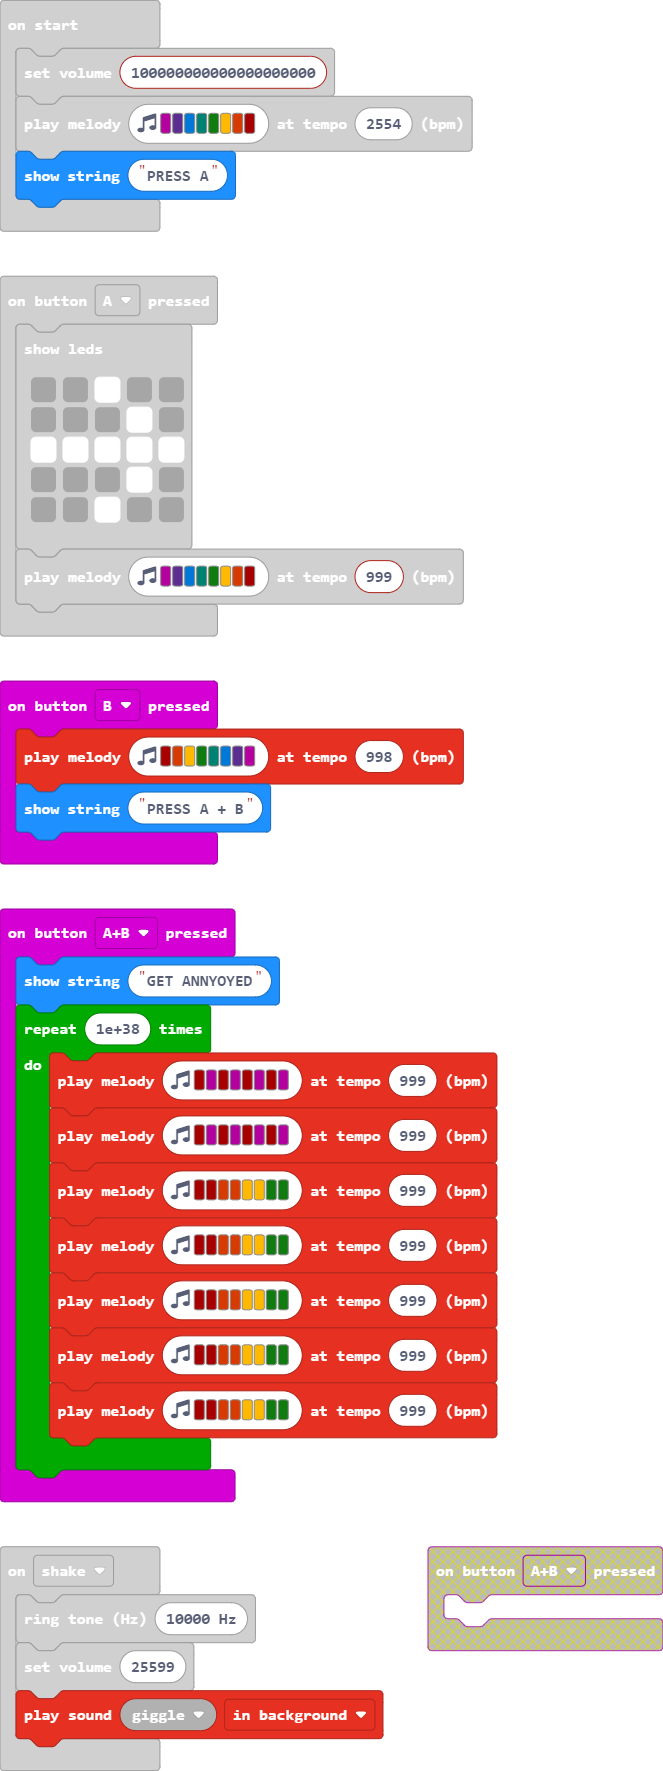 on start
set volume 100000000000000000000
play melody at tempo 2554 (bpm)
show string "PRESS A"
on button A pressed
show leds
play melody at tempo 999 (bpm)
on button B pressed
play melody at tempo 998 (bpm)
show string "PRESS A + B"
on button A+B pressed
show string "GET ANNYOYED"
repeat 1e+38 times
do
play melody at tempo 999 (bpm)
play melody at tempo 999 (bpm)
play melody at tempo 999 (bpm)
play melody at tempo 999 (bpm)
play melody at tempo 999 (bpm)
play melody at tempo 999 (bpm)
play melody at tempo 999 (bpm)
on shake
ring tone (Hz) 10000 Hz
set volume 25599
play sound giggle in background
on button A+B pressed